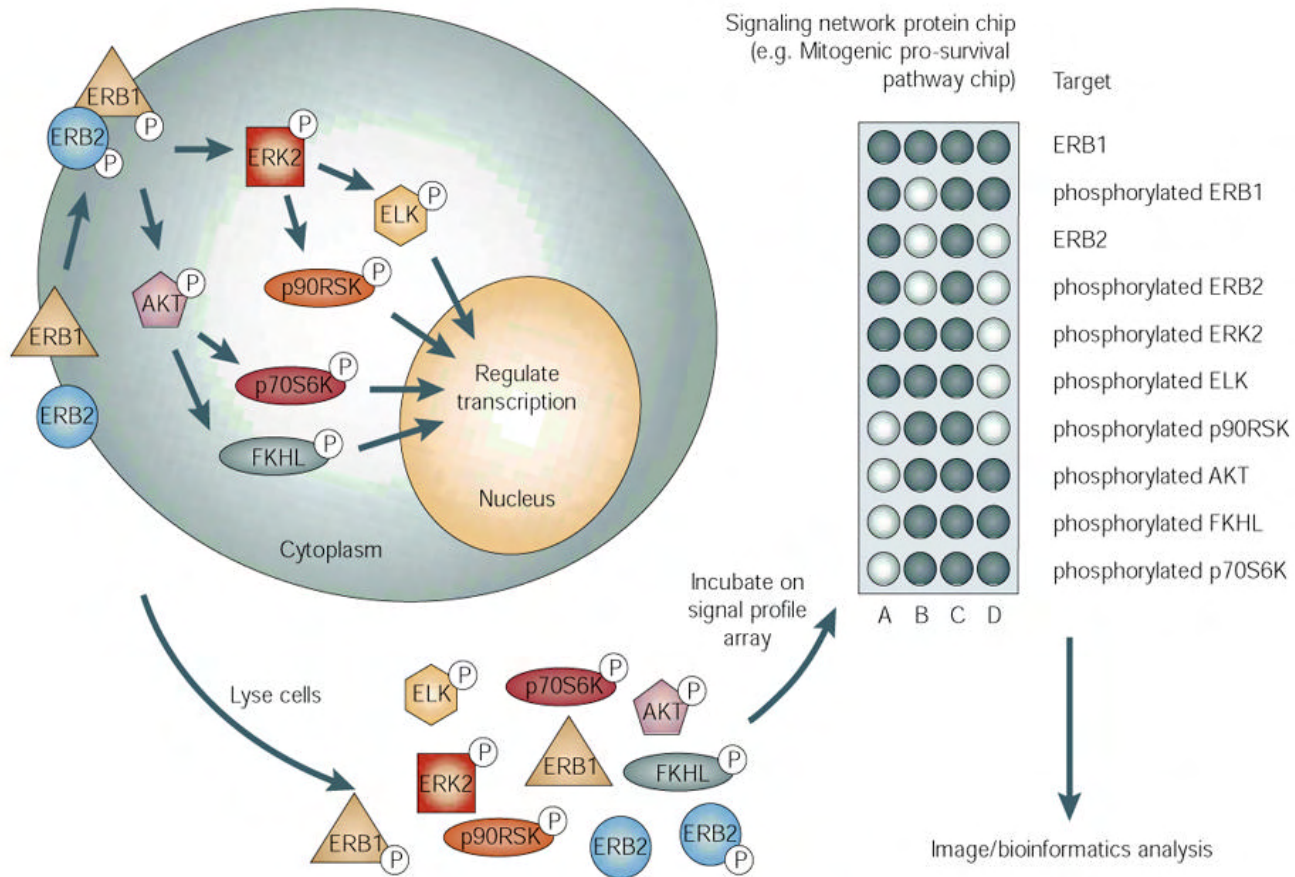 Signaling network protein chip
(e.g. Mitogenic pro-survival
pathway chip)
Target
ERB1
P
ERB2
P
ERK2
P
ELK
P
p90RSK
P
AKT
P
ERB1
ERB2
p70S6K
P
FKHL
P
Regulate
transcription
Nucleus
Cytoplasm
ERB1
phosphorylated ERB1
ERB2
phosphorylated ERB2
phosphorylated ERK2
phosphorylated ELK
phosphorylated p90RSK
phosphorylated AKT
phosphorylated FKHL
phosphorylated p70S6K
A B C D
Incubate on
signal profile
array
Lyse cells
ELK
P
p70S6K
P
AKT
P
ERK2
P
ERB1
FKHL
P
ERB1
P
p90RSK
P
ERB2
ERB2
P
Image/bioinformatics analysis